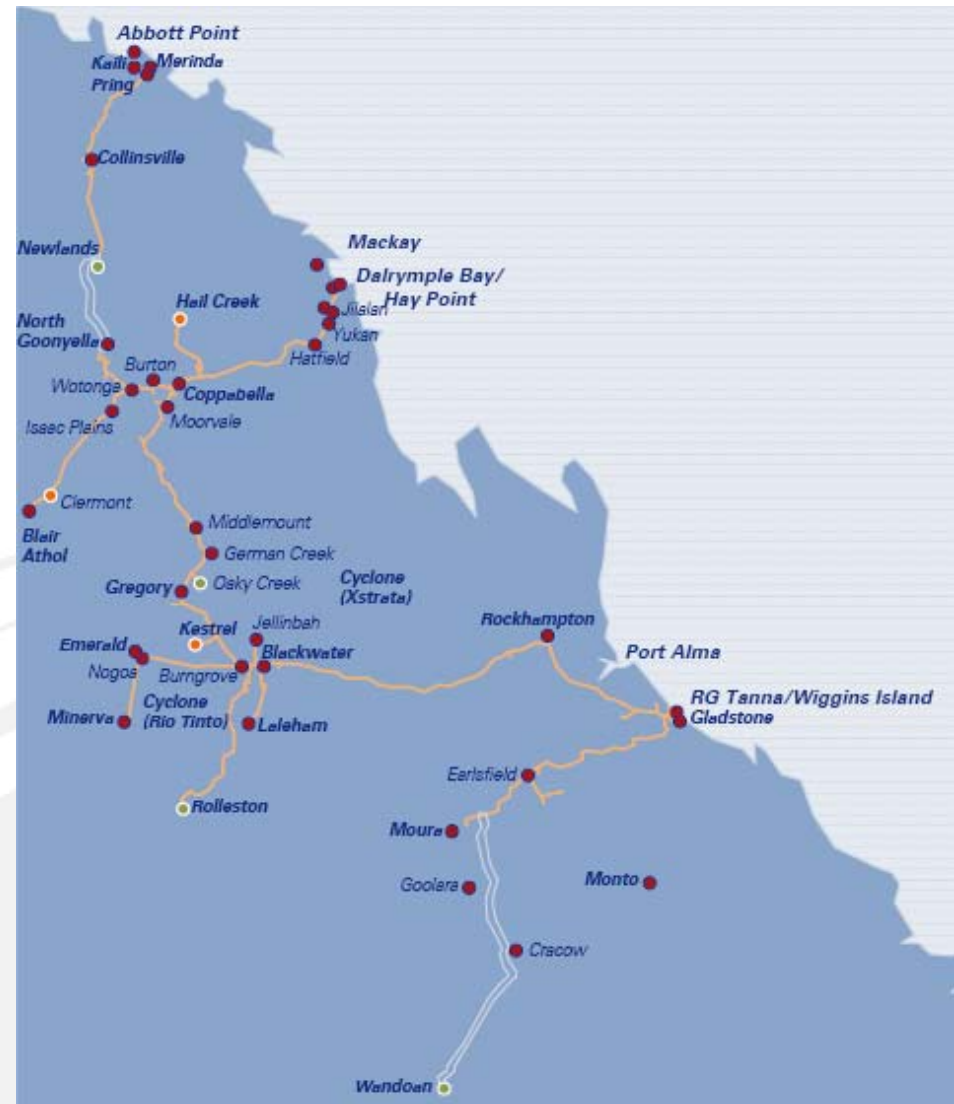 Abbott Point
Kaili
Merinda
Pring
Collinsville
Newlands
Mackay
Dalrymple Bay/
Hay Point
Hail Creek
Jilalan
North
Goonyella
Yukan
Hatfield
Burton
Wotonga
Coppabella
Isaac Plains
Moorvale
Clermont
Blair
Athol
Middlemount
German Creek
Oaky Creek
Gregory
Cyclone
(Xstrata)
Kestrel
Jellinbah
Rockhampton
Emerald
Blackwater
Nogoa
Burngrove
Port Alma
Minerva
Cyclone
(Rio Tinto)
Laleham
RG Tanna/Wiggins Island
Gladstone
Earlsfield
Rolleston
Moura
Goolara
Monto
Cracow
Wandoan